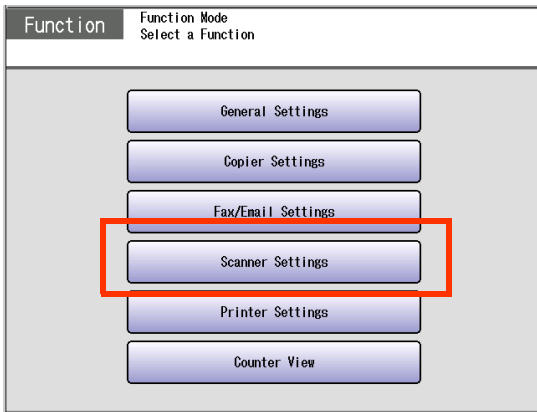 Function
Function Mode
Select a Function
General Settings
Copier Settings
Fax/Email Settings
Scanner Settings
Printer Settings
Counter View